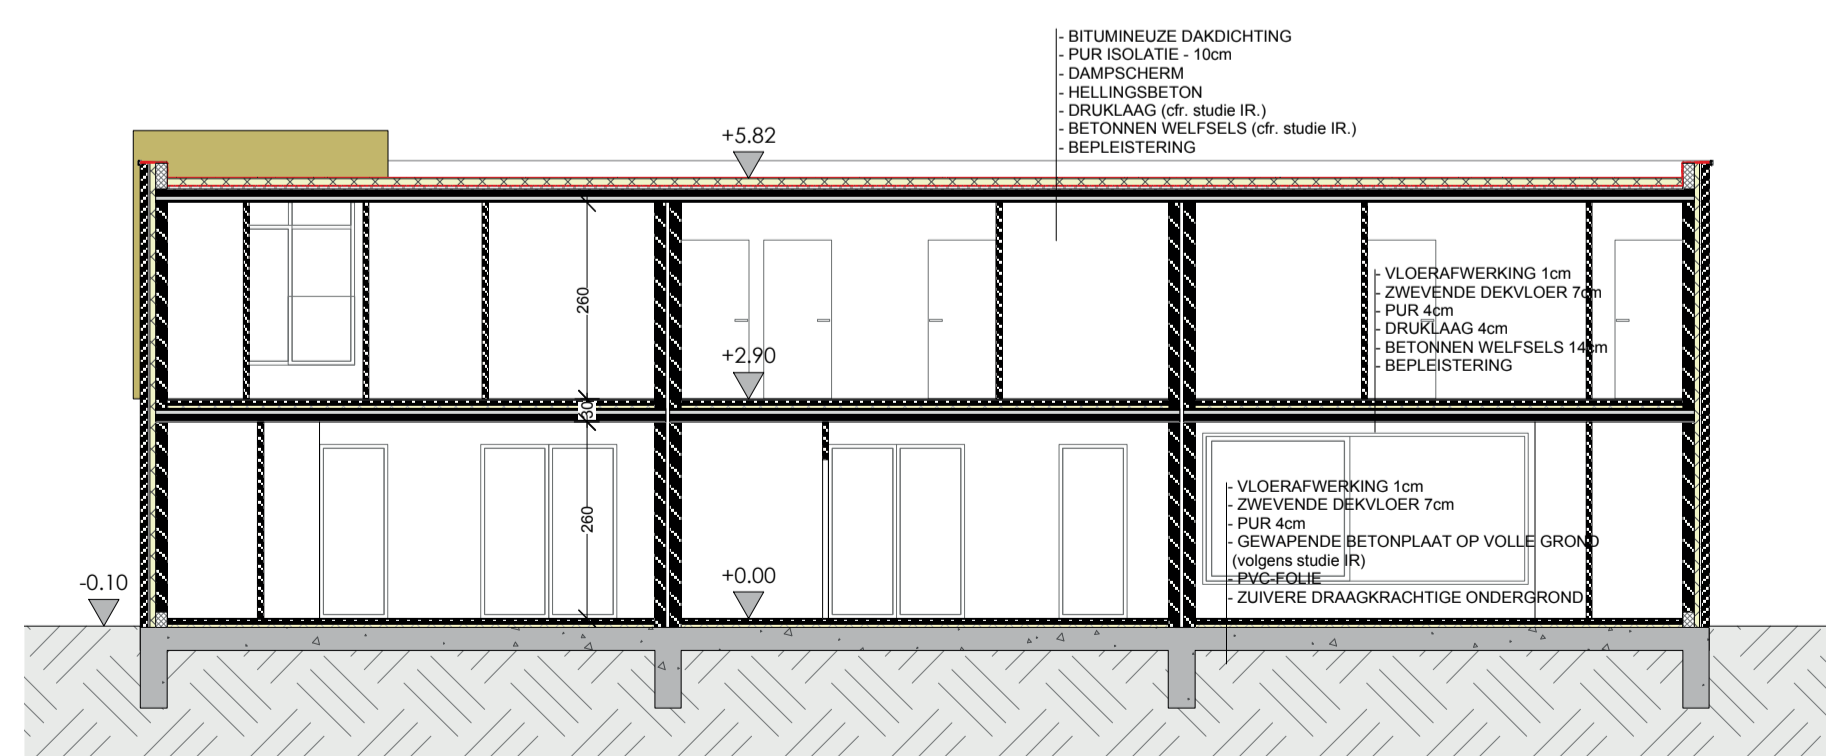 - BITUMINEUZE DAKDICHTING
- PUR ISOLATIE - 10cm
- DAMPSCHERM
- HELLINGSBETON
- DRUKLAAG (cfr. studie IR.)
- BETONNEN WELFSELS (cfr. studie IR.)
- BEPLEISTERING
+5.82
260
- VLOERAFWERKING 1cm
- ZWEVENDE DEKVLOER 7cm
- PUR 4cm
- DRUKLAAG 4cm
- BETONNEN WELFSELS 14cm
- BEPLEISTERING
+2.90
30
260
- VLOERAFWERKING 1cm
- ZWEVENDE DEKVLOER 7cm
- PUR 4cm
- GEWAPENDE BETONPLAAT OP VOLLE GROND
(volgens studie IR)
- PVC-FOLIE
- ZUIVERE DRAAGKRACHTIGE ONDERGROND
-0.10
+0.00